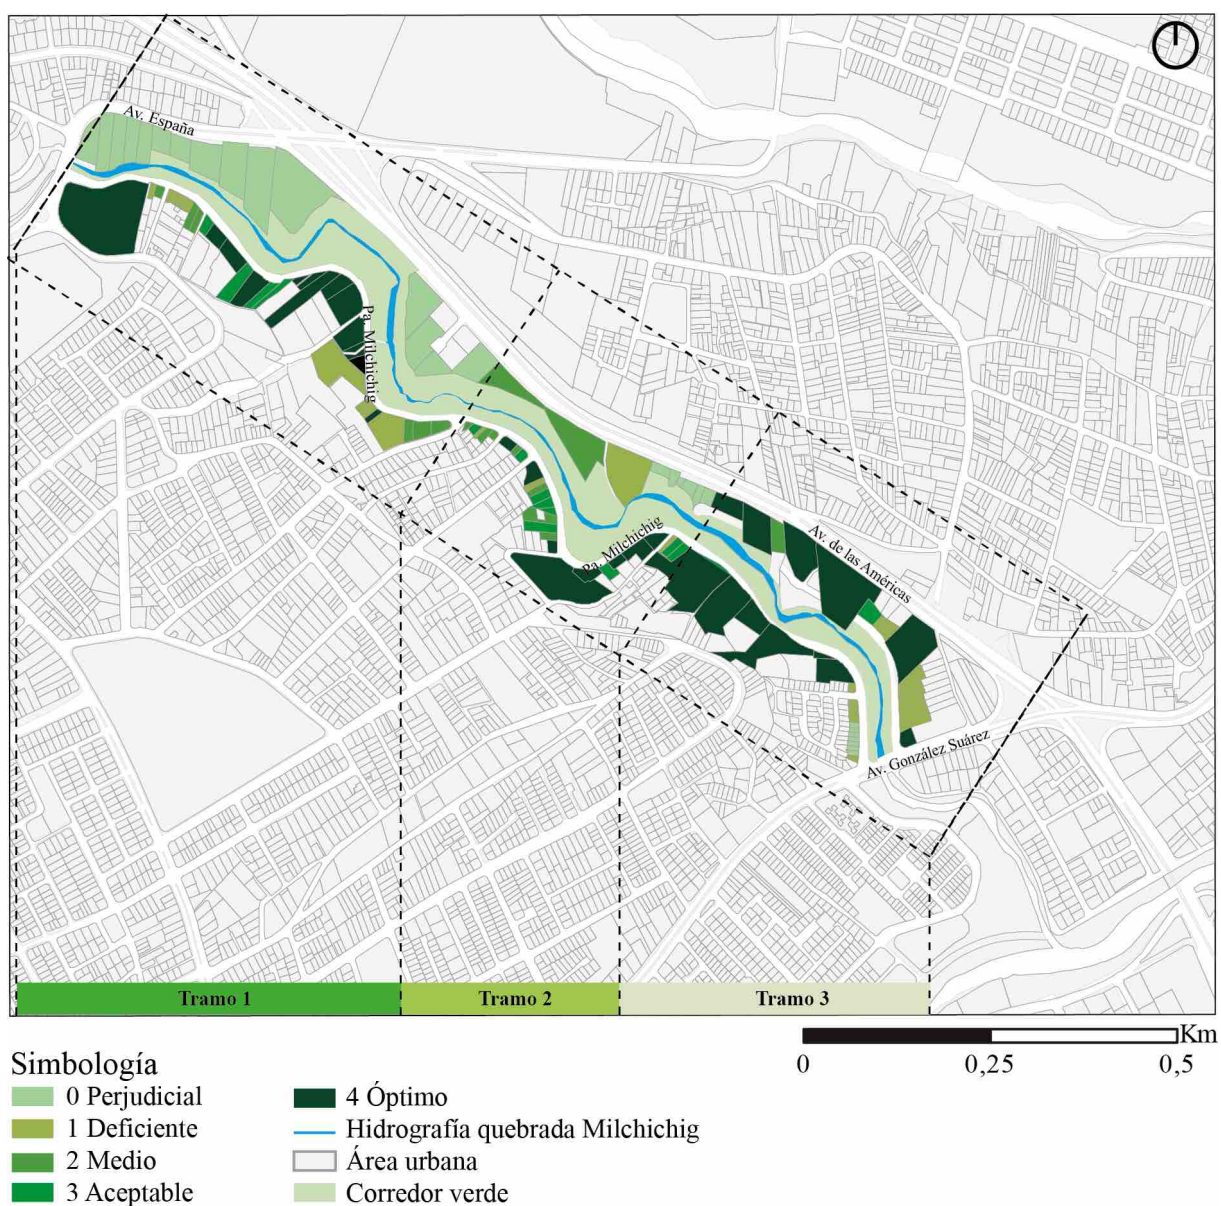 Av. España
Pa. Milchichig
Pa. Milchichig
Av. de las Américas
Av. González Suárez
Tramo 1
Tramo 2
Tramo 3
Km
0
0,25
0,5
Simbología
0 Perjudicial
1 Deficiente
2 Medio
3 Aceptable
4 Óptimo
Hidrografía quebrada Milchichig
Área urbana
Corredor verde